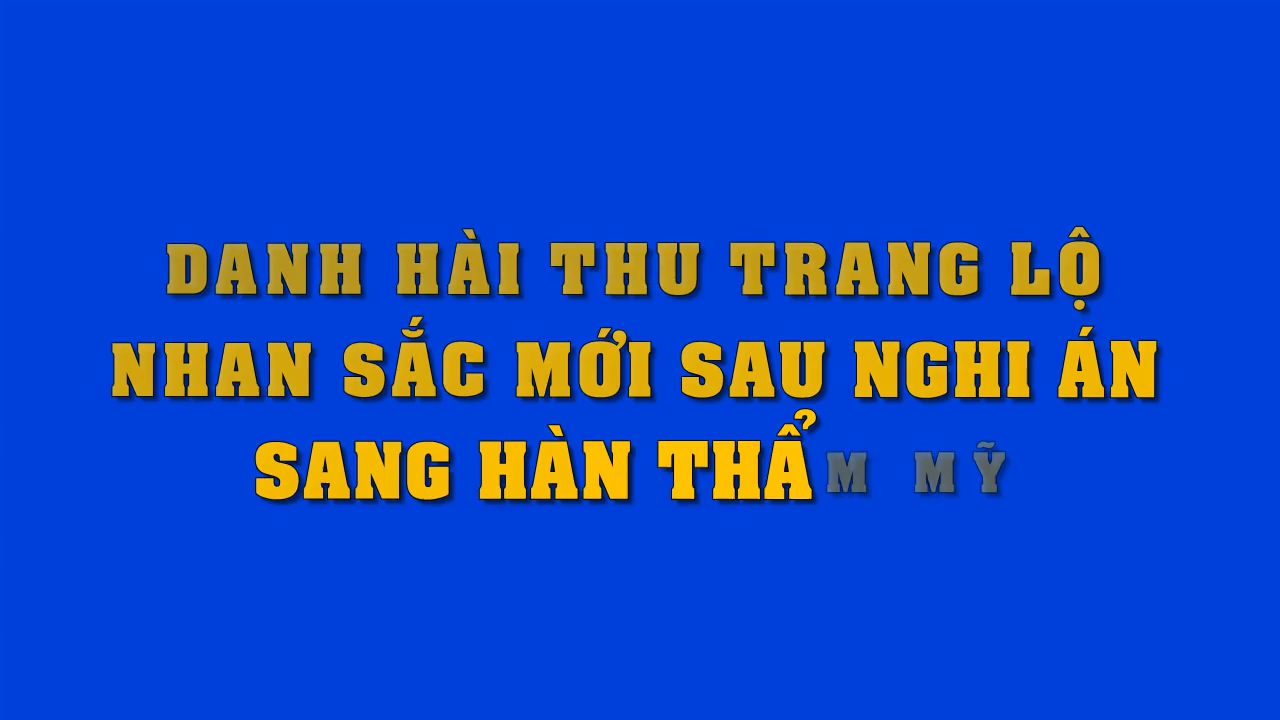 DANH HÀI THU TRANG LỘ
NHAN SẮC MỚI SAU NGHI ÁN
SANG HÀN THẨM MỸ